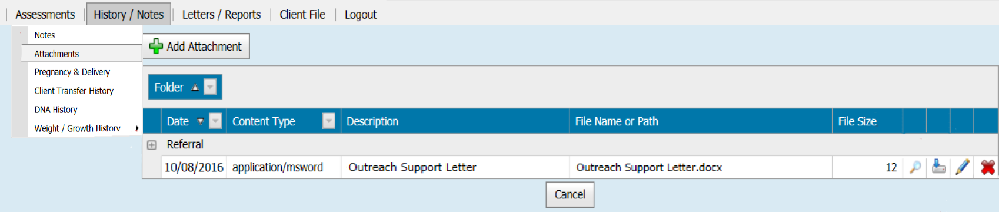 Assessments History / Notes Letters / Reports Client File Logout
Notes
Attachments
Pregnancy & Delivery
Client Transfer History
DNA History
Weight / Growth History
Add Attachment
Folder
Date Content Type Description File Name or Path File Size
Referral
10/08/2016 application/msword Outreach Support Letter Outreach Support Letter.docx 12
Cancel